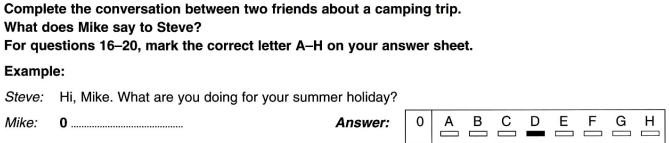 Complete the conversation between two friends about a camping trip.
What does Mike say to Steve?
For questions 16–20, mark the correct letter A–H on your answer sheet.
Example:
Steve: Hi, Mike. What are you doing for your summer holiday?
Mike: 0 ........................................ Answer: 0 A B C D E F G H